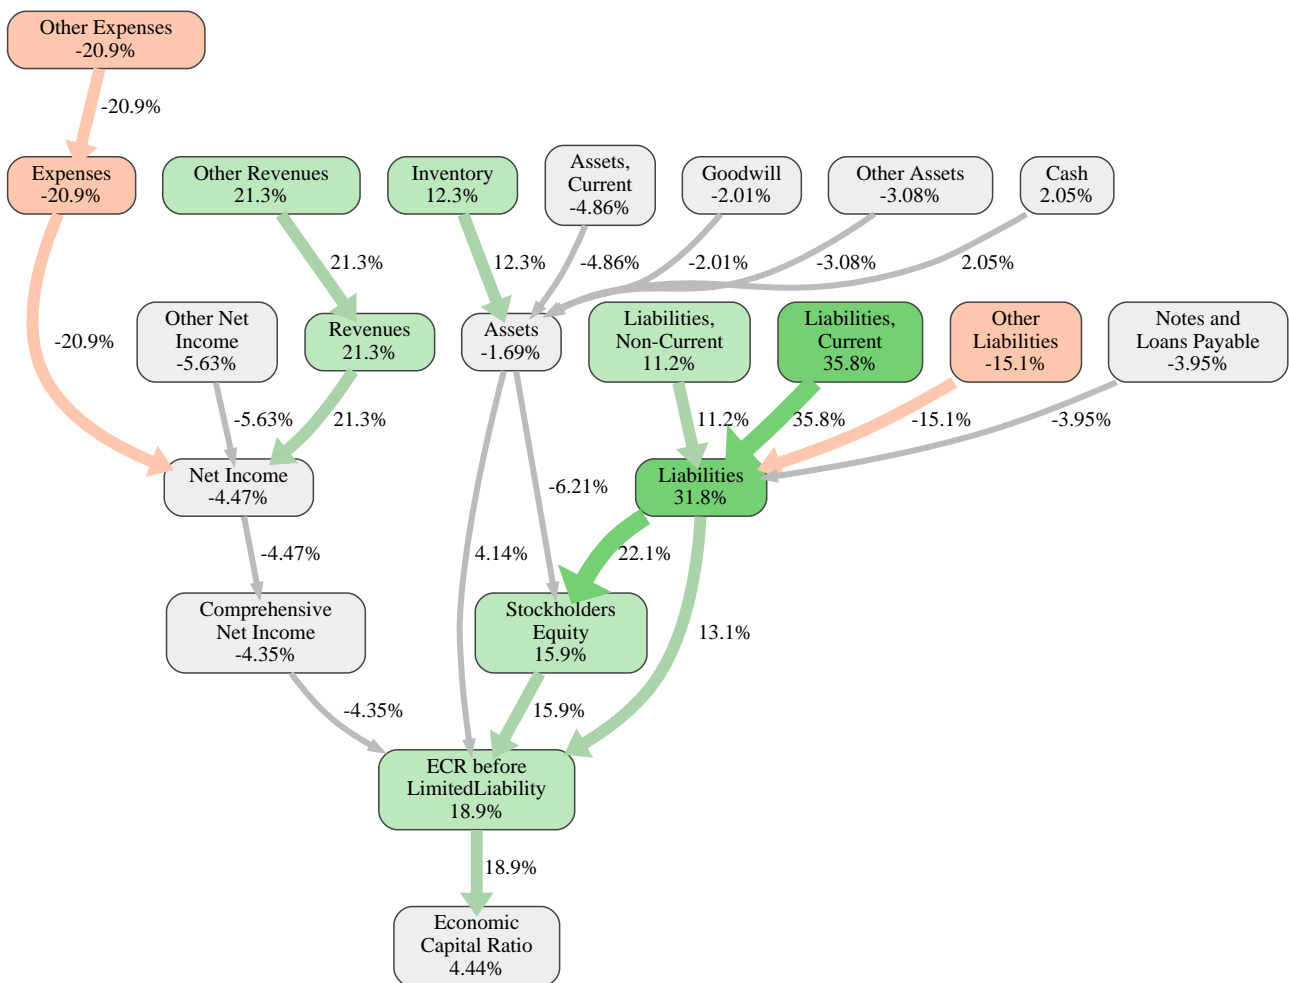 Other Expenses
-20.9%
-20.9%
Expenses
-20.9%
Other Revenues
21.3%
Inventory
12.3%
Assets,
Current
-4.86%
Goodwill
-2.01%
Other Assets
-3.08%
Cash
2.05%
21.3%
12.3%
-4.86%
-2.01%
-3.08%
2.05%
-20.9%
Other Net
Income
-5.63%
Revenues
21.3%
Assets
-1.69%
Liabilities,
Non-Current
11.2%
Liabilities,
Current
35.8%
Other
Liabilities
-15.1%
Notes and
Loans Payable
-3.95%
-5.63%
21.3%
11.2%
35.8%
-15.1%
-3.95%
Net Income
-4.47%
-6.21%
Liabilities
31.8%
-4.47%
4.14%
22.1%
Comprehensive
Net Income
-4.35%
Stockholders
Equity
15.9%
13.1%
-4.35%
15.9%
ECR before
LimitedLiability
18.9%
18.9%
Economic
Capital Ratio
4.44%